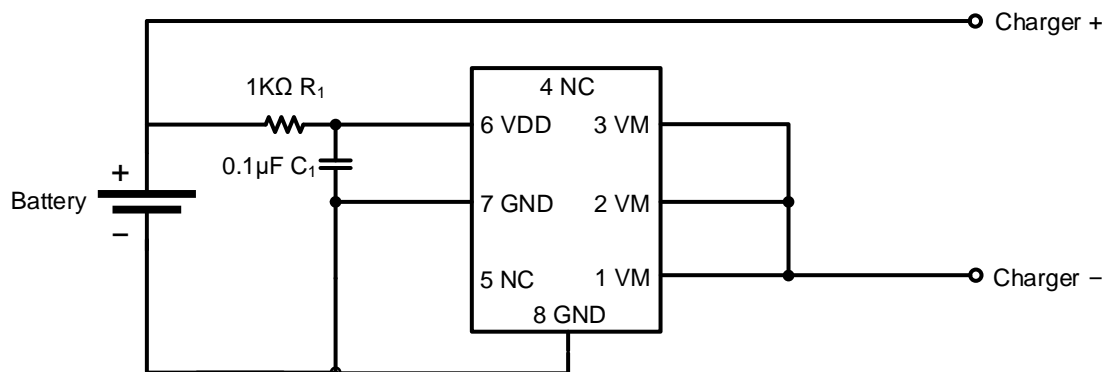 Charger +
4 NC
1KΩ R₁
6 VDD
3 VM
0.1µF C₁
+
Battery
−
7 GND
2 VM
5 NC
1 VM
Charger −
8 GND